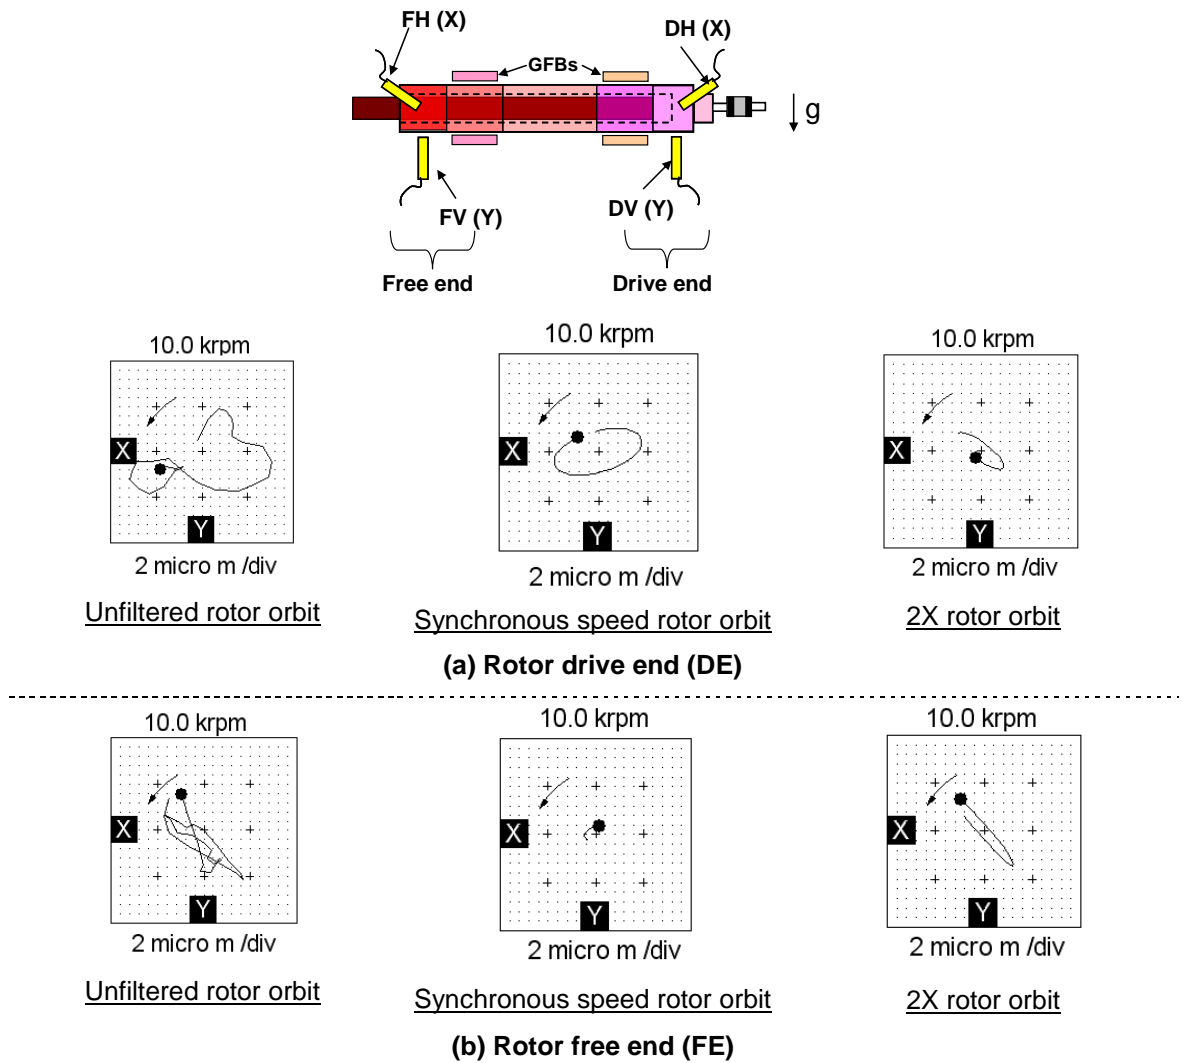 FH (X)
DH (X)
GFBs
g
FV (Y)
DV (Y)
Free end
Drive end
10.0 krpm
10.0 krpm
10.0 krpm
X
X
X
Y
Y
Y
2 micro m /div
2 micro m /div
2 micro m /div
Unfiltered rotor orbit
Synchronous speed rotor orbit
2X rotor orbit
(a) Rotor drive end (DE)
10.0 krpm
10.0 krpm
10.0 krpm
X
X
X
Y
Y
Y
2 micro m /div
2 micro m /div
2 micro m /div
Unfiltered rotor orbit
Synchronous speed rotor orbit
2X rotor orbit
(b) Rotor free end (FE)